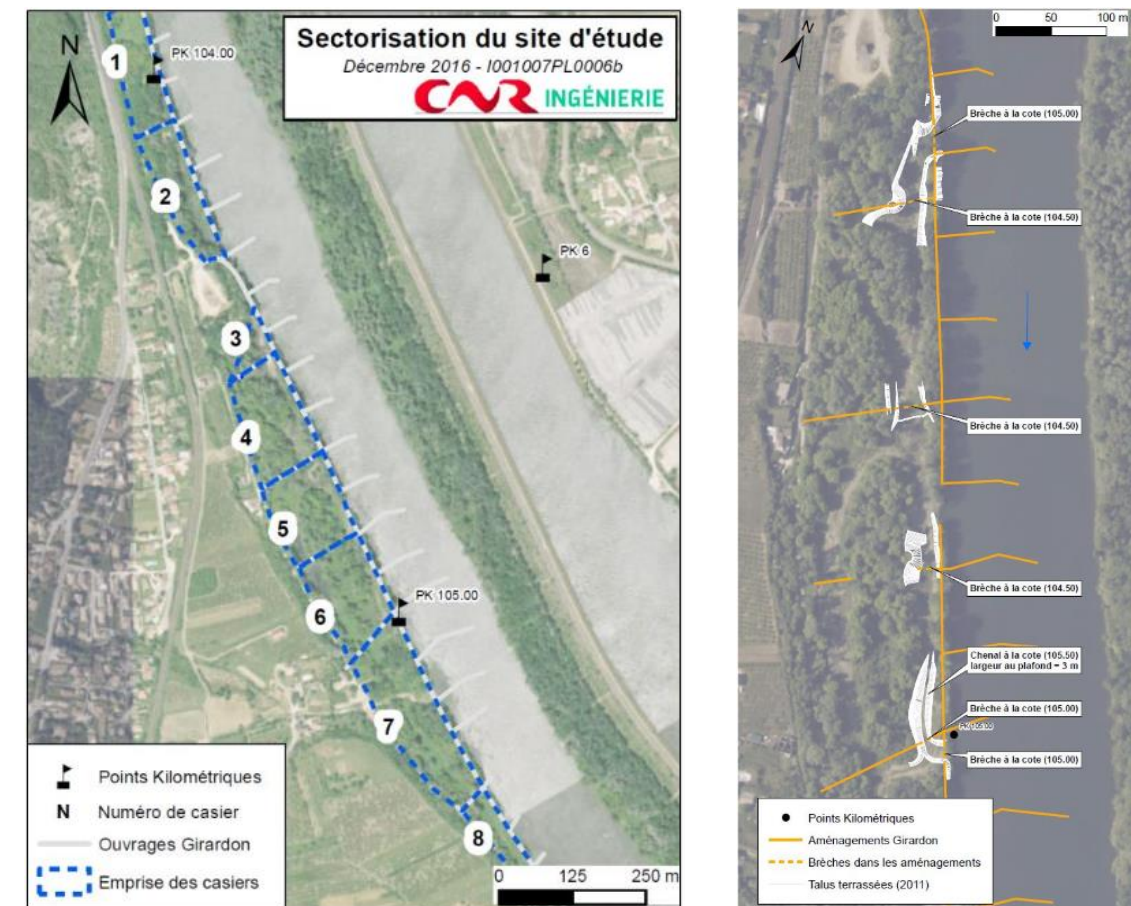 Sectorisation du site d'étude
Décembre 2016 - I001007PL0006b
CNR INGÉNIERIE
N
PK 104.00
1
2
PK 6
3
4
5
PK 105.00
6
7
8
Points Kilométriques
N Numéro de casier
Ouvrages Girardon
Emprise des casiers
0 125 250 m
0 50 100 m
N
Brèche à la cote (105.00)
Brèche à la cote (104.50)
Brèche à la cote (104.50)
Brèche à la cote (104.50)
Chenal à la cote (105.50)
largeur au plafond = 3 m
Brèche à la cote (105.00)
PK 105.00
Brèche à la cote (105.00)
Points Kilométriques
Aménagements Girardon
Brèches dans les aménagements
Talus terrassées (2011)